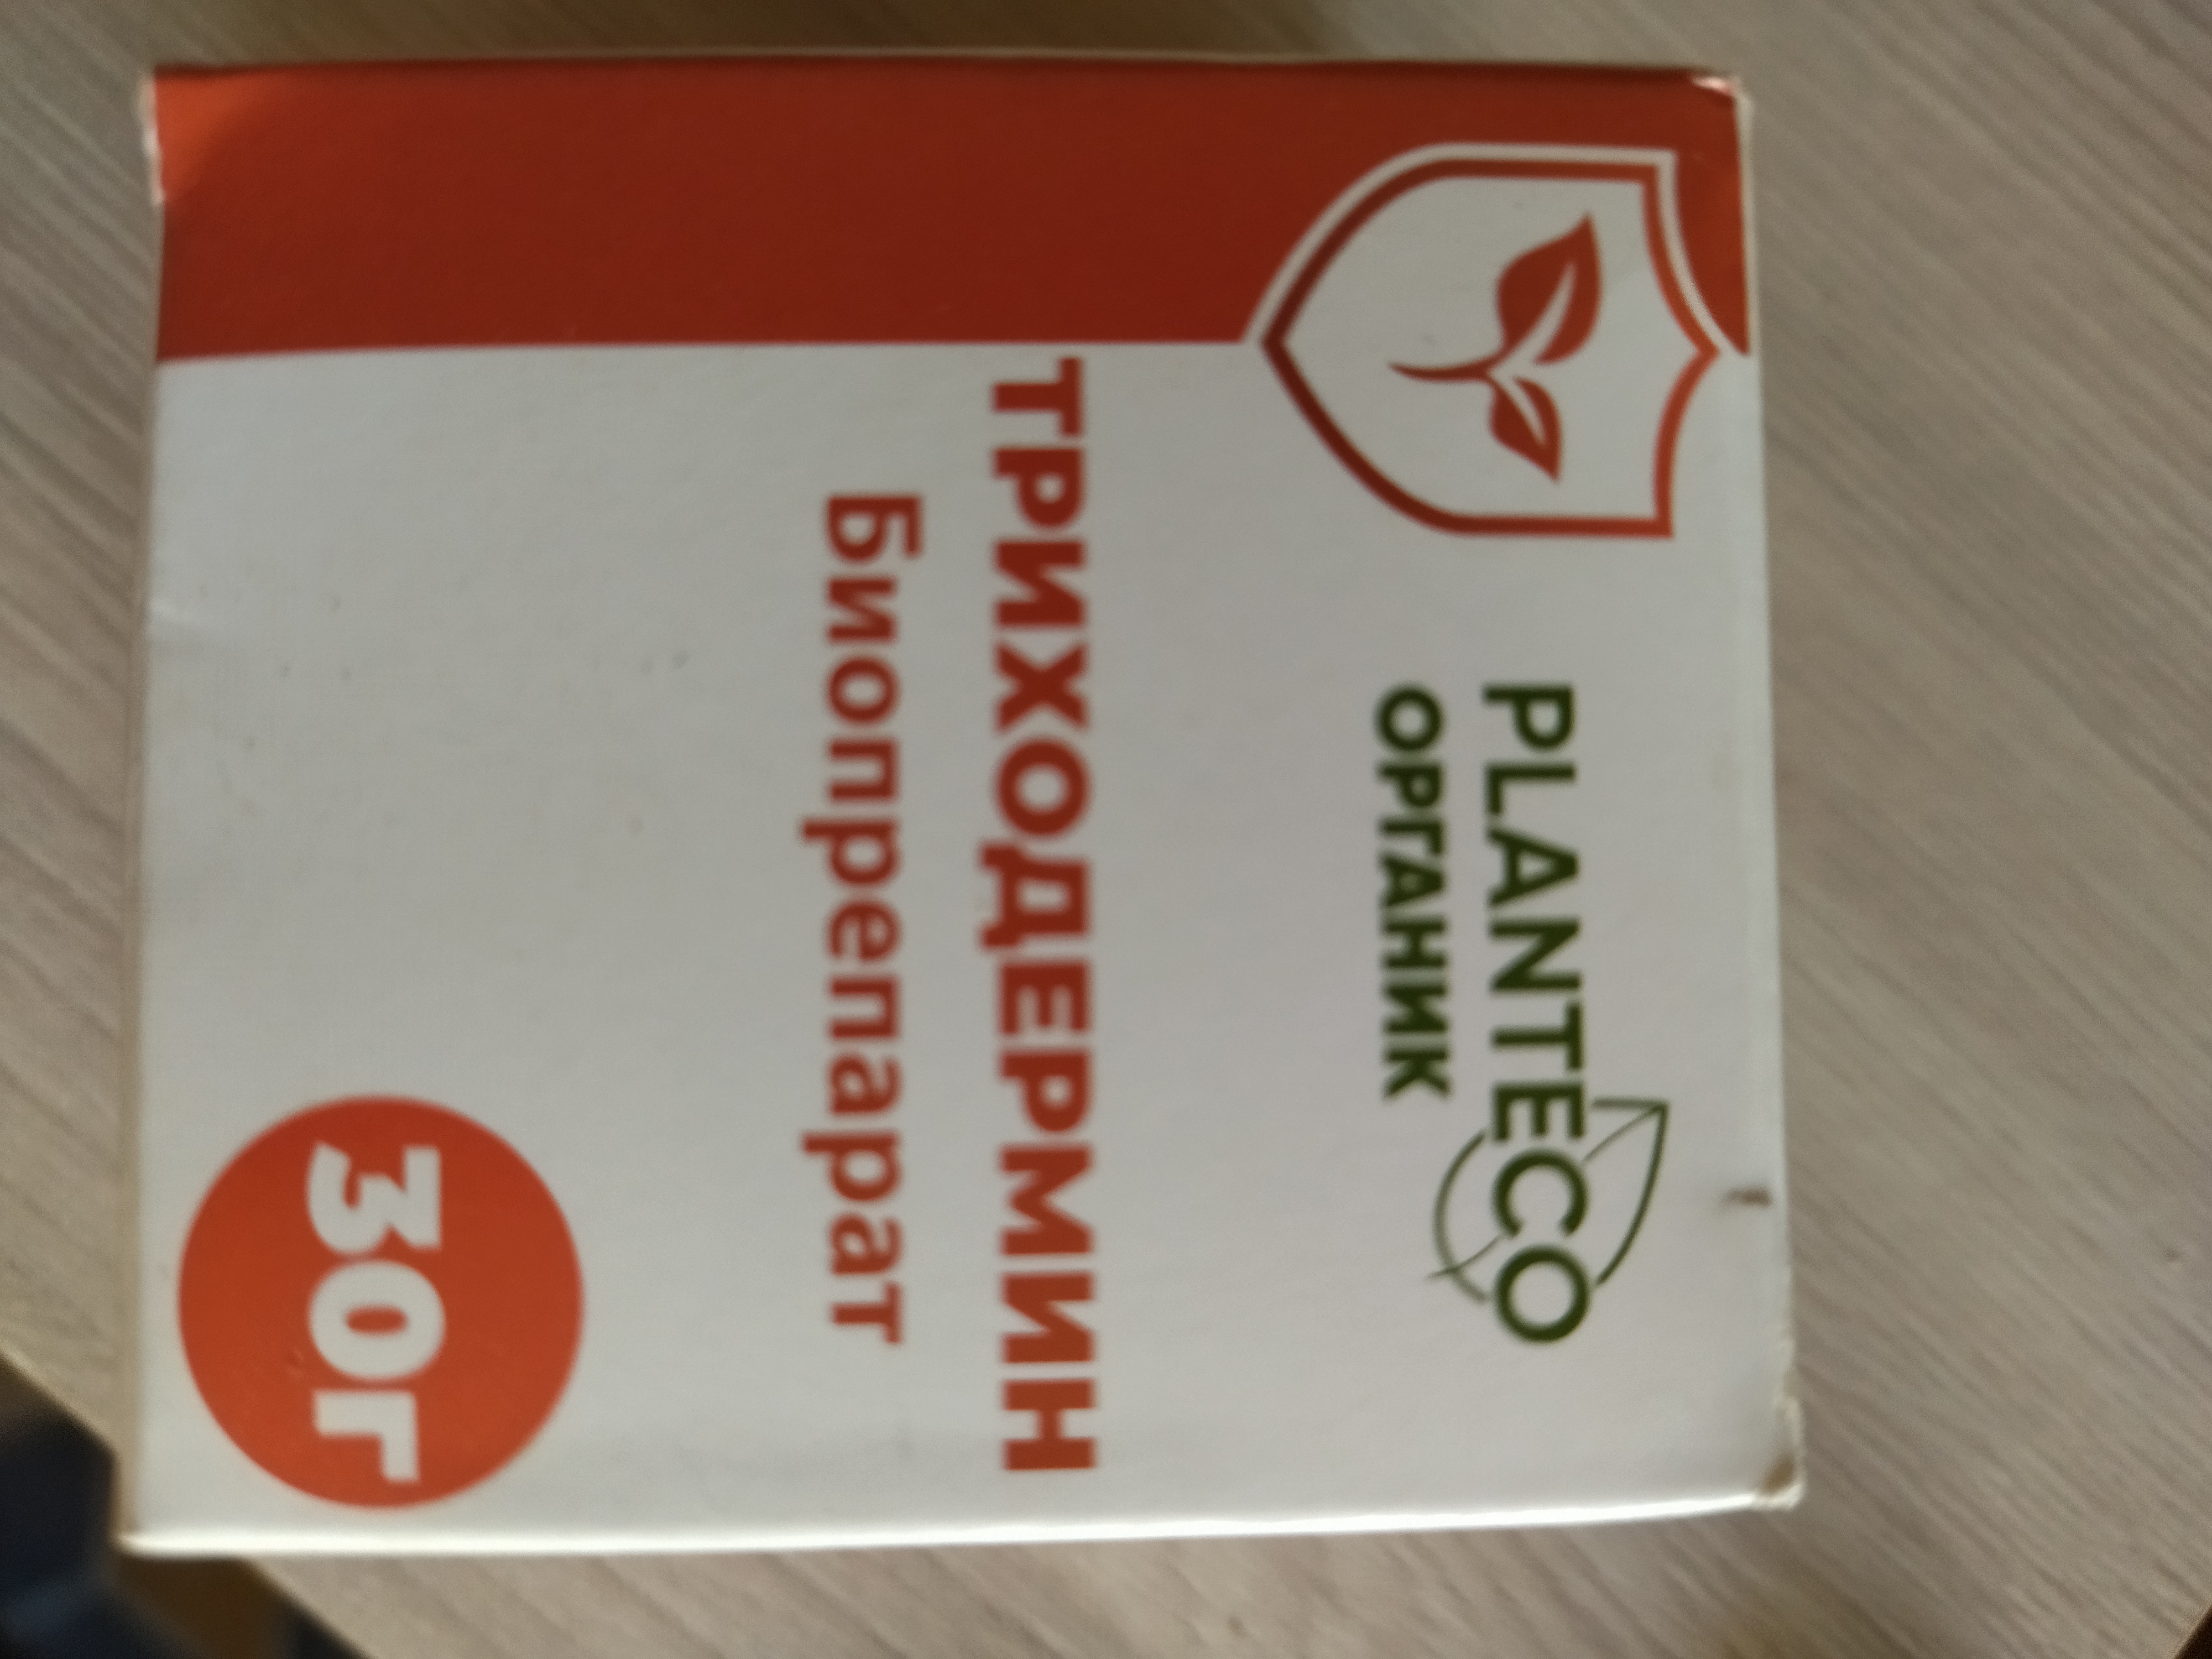 PLANTECO
ОРГАНИК
ТРИХОДЕРМИН
Биопрепарат
30г